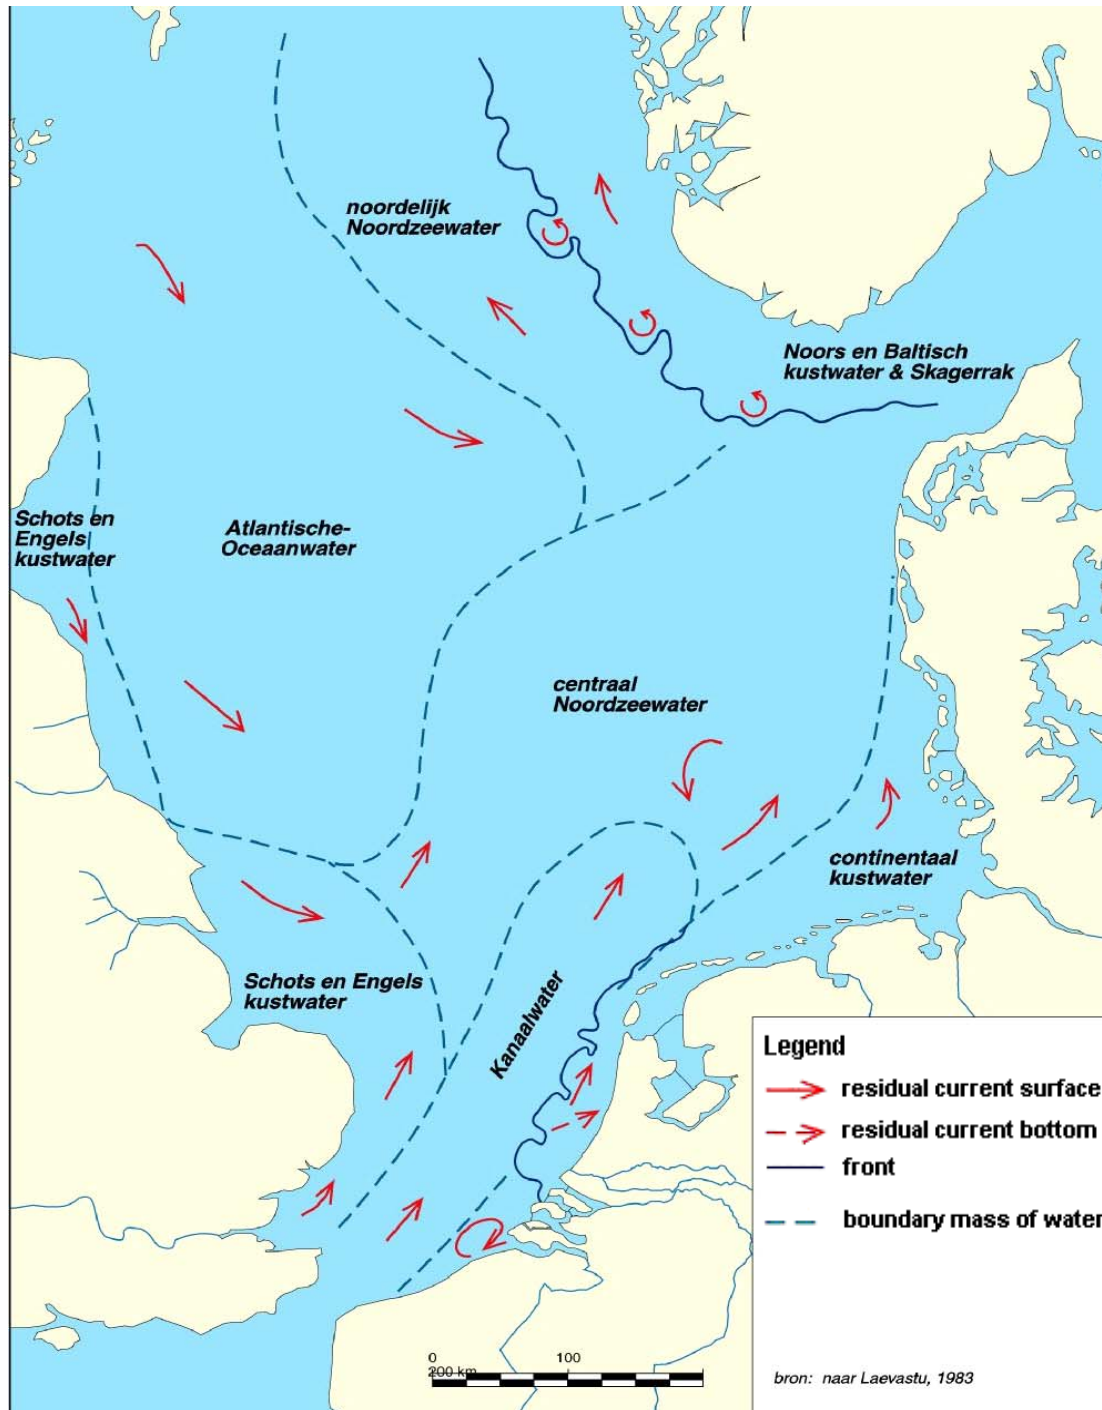 noordelijk
Noordzeewater
Noors en Baltisch
kustwater & Skagerrak
Schots en
Engels
kustwater
Atlantische-
Oceaanwater
centraal
Noordzeewater
continentaal
kustwater
Schots en Engels
kustwater
Kanaalwater
Legend
residual current surface
residual current bottom
front
boundary mass of water
0 100
200 km
bron: naar Laevastu, 1983